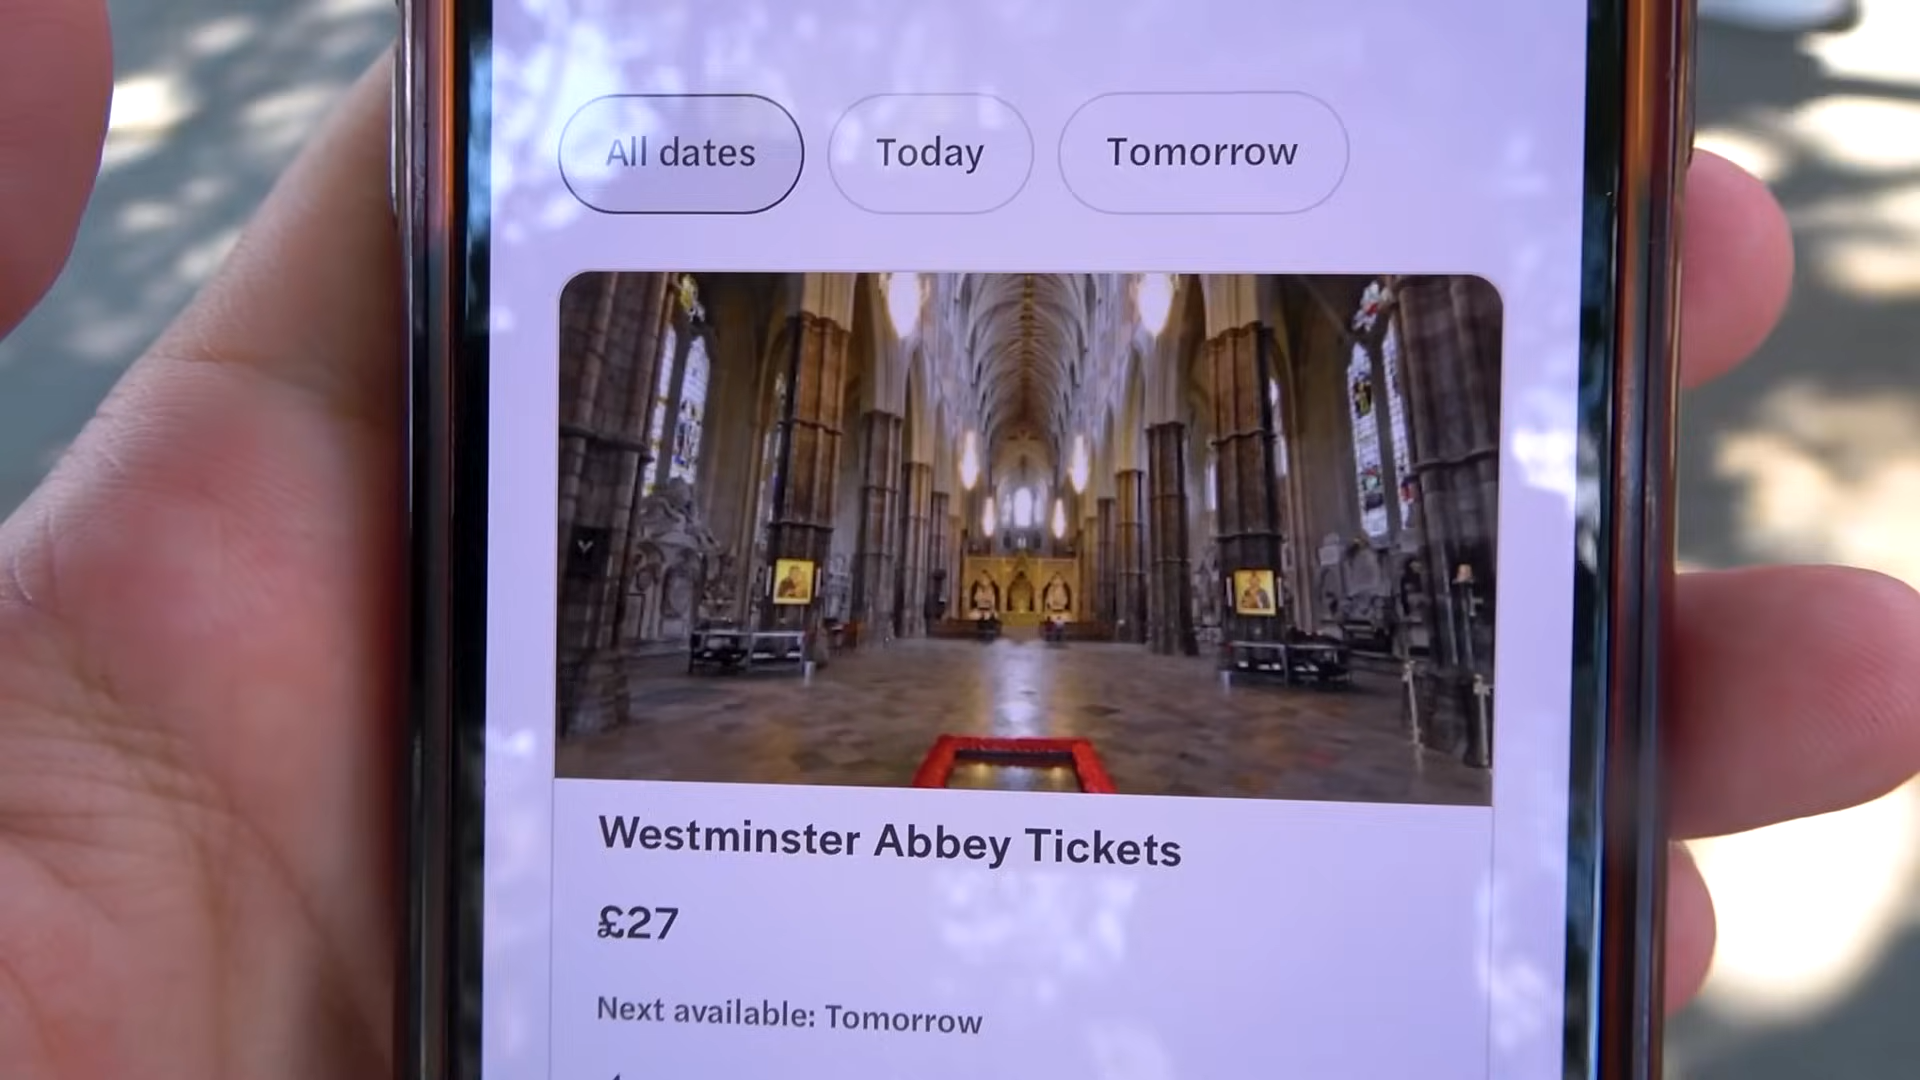 All dates
Today
Tomorrow
Westminster Abbey Tickets
£27
Next available: Tomorrow